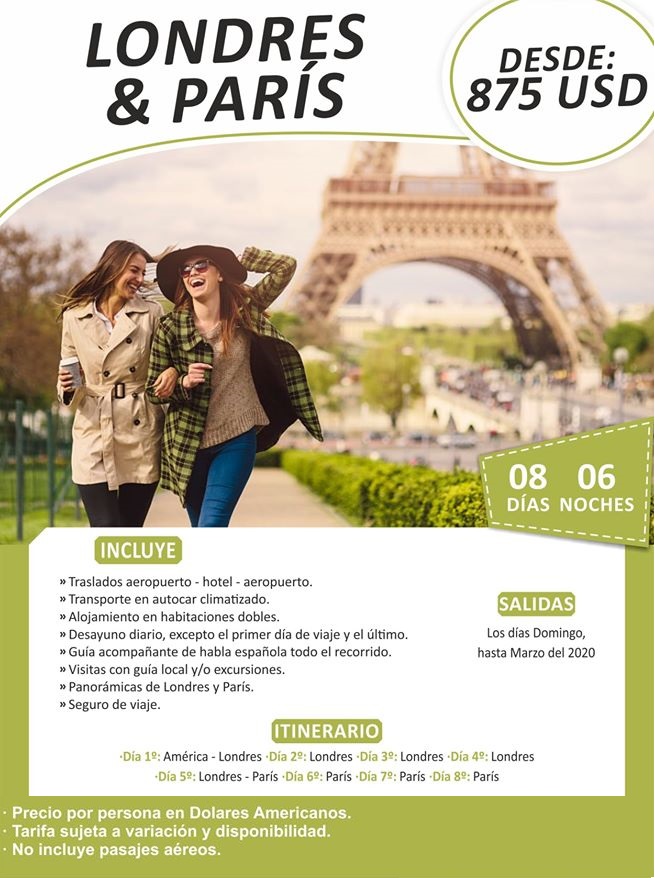 LONDRES
& PARÍS
DESDE:
875 USD
08 06
DÍAS NOCHES
INCLUYE
» Traslados aeropuerto - hotel - aeropuerto.
» Transporte en autocar climatizado.
» Alojamiento en habitaciones dobles.
» Desayuno diario, excepto el primer día de viaje y el último.
» Guía acompañante de habla española todo el recorrido.
» Visitas con guía local y/o excursiones.
» Panorámicas de Londres y París.
» Seguro de viaje.
SALIDAS
Los días Domingo,
hasta Marzo del 2020
ITINERARIO
·Día 1º: América - Londres ·Día 2º: Londres ·Día 3º: Londres ·Día 4º: Londres
·Día 5º: Londres - París ·Día 6º: París ·Día 7º: París ·Día 8º: París
· Precio por persona en Dolares Americanos.
· Tarifa sujeta a variación y disponibilidad.
· No incluye pasajes aéreos.